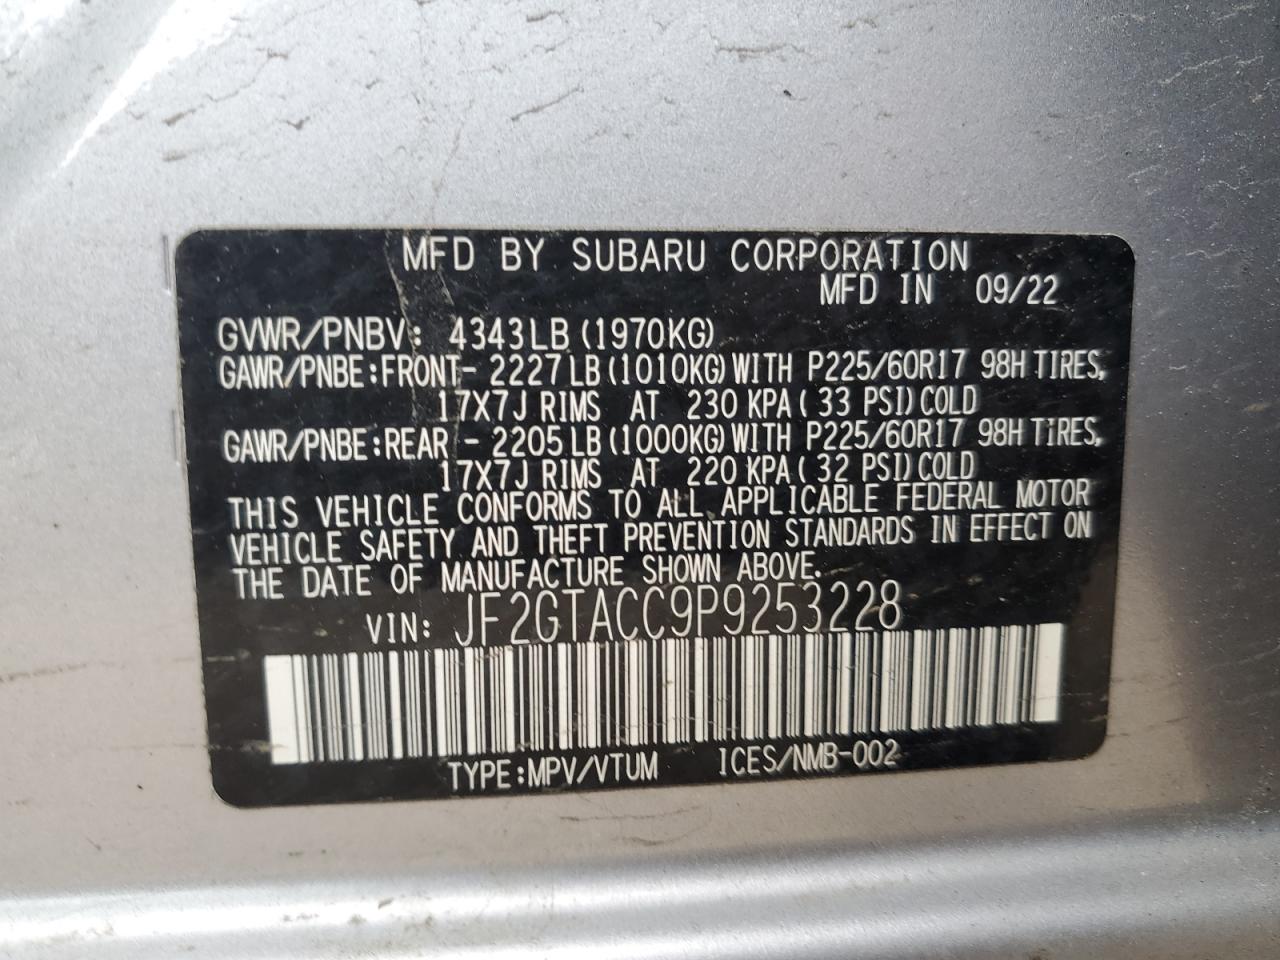 MFD BY SUBARU CORPORATION
MFD IN 09/22
GVWR/PNBV: 4343LB (1970KG)
GAWR/PNBE:FRONT- 2227LB(1010KG)WITH P225/60R17 98H TIRES,
17X7J RIMS AT 230 KPA( 33 PSI)COLD
GAWR/PNBE:REAR - 2205LB(1000KG)WITH P225/60R17 98H TIRES,
17X7J RIMS AT 220 KPA( 32 PSI)COLD
THIS VEHICLE CONFORMS TO ALL APPLICABLE FEDERAL MOTOR
VEHICLE SAFETY AND THEFT PREVENTION STANDARDS IN EFFECT ON
THE DATE OF MANUFACTURE SHOWN ABOVE.
VIN: JF2GTACC9P9253228
TYPE:MPV/VTUM ICES/NMB-002